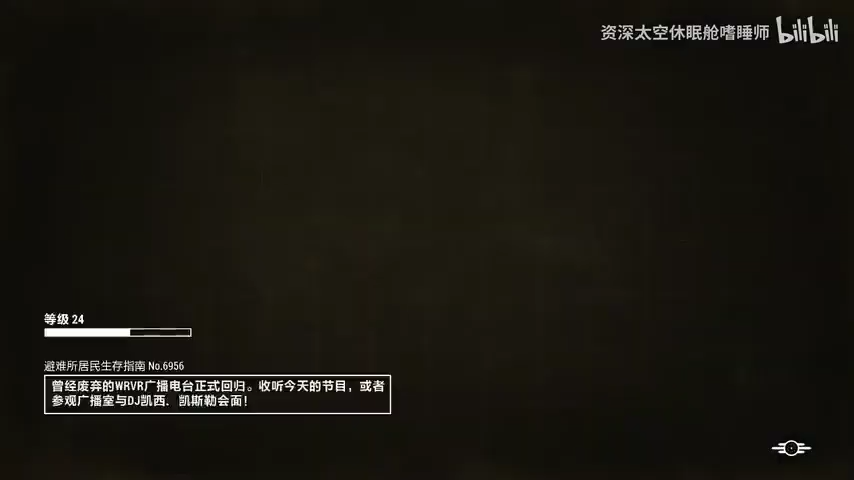 资深太空休眠舱嗜睡师 bilibili
等级 24
避难所居民生存指南 No.6956
曾经废弃的WRVR广播电台正式回归。收听今天的节目，或者
参观广播室与DJ凯西．凯斯勒会面！